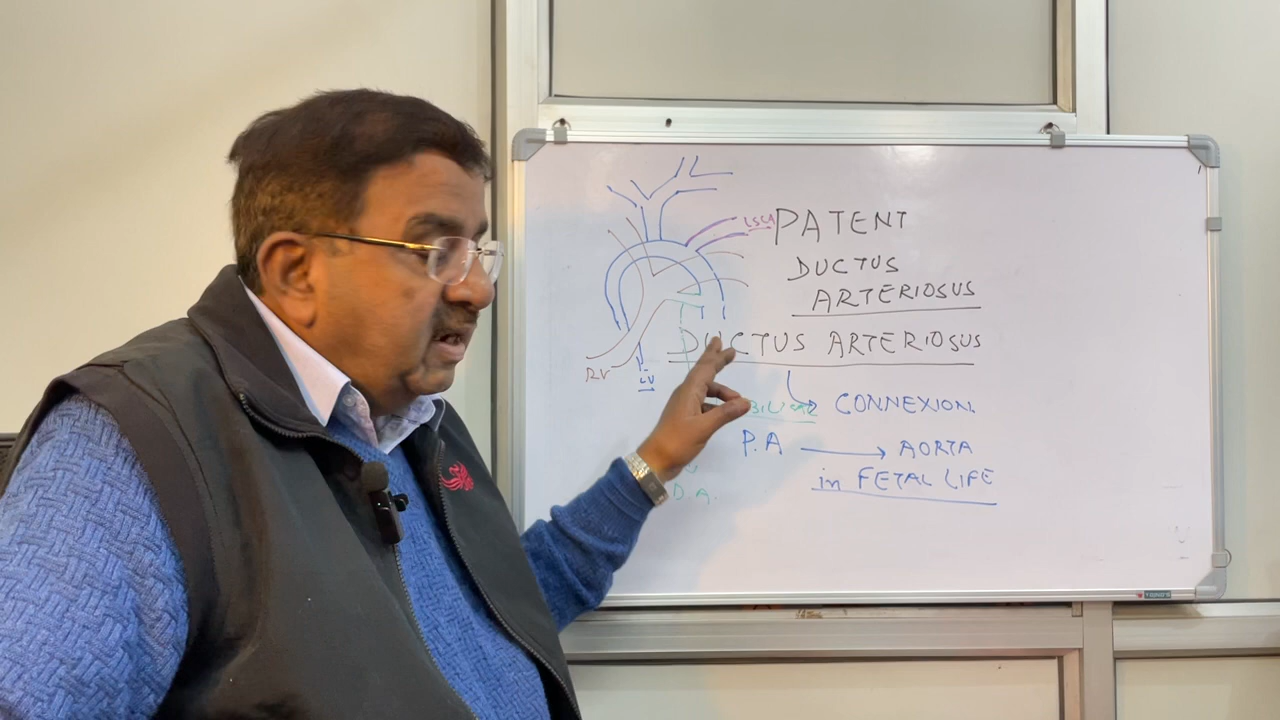 LSCA
PATENT
DUCTUS
ARTERIOSUS
DUCTUS ARTERIOSUS
RV
LV
CONNEXION
P.A → AORTA
in FETAL LIFE
D.A.